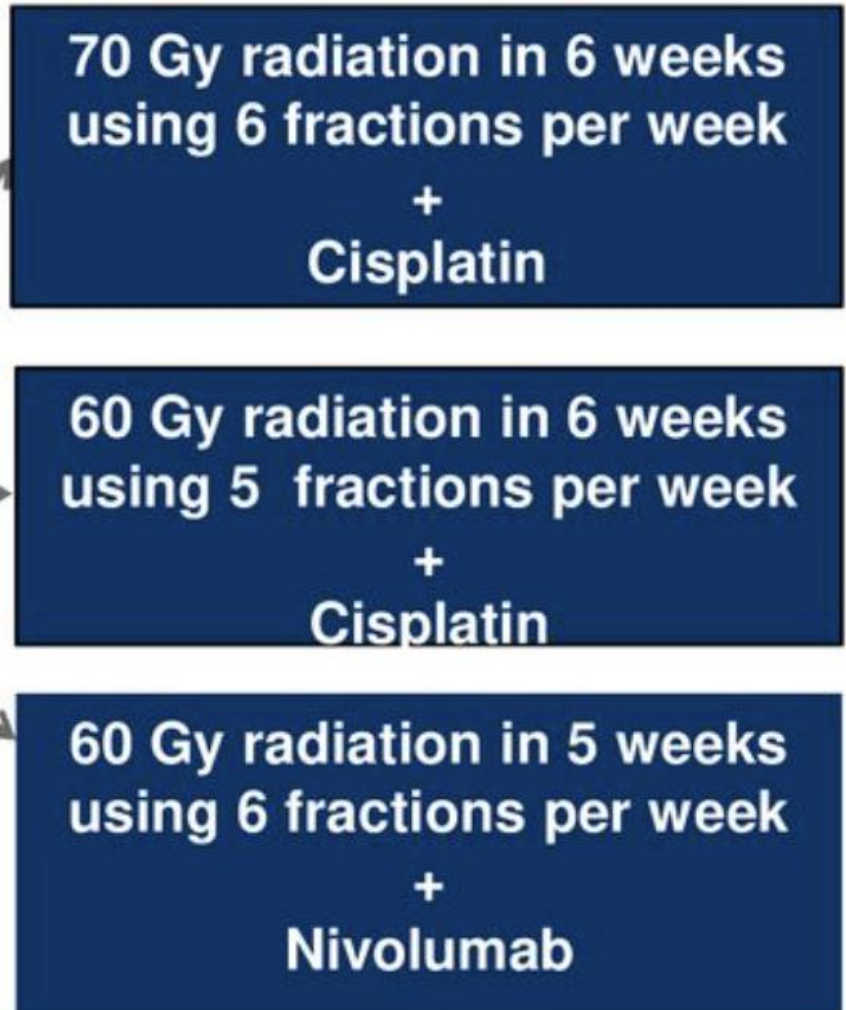 70 Gy radiation in 6 weeks
using 6 fractions per week
+
Cisplatin
60 Gy radiation in 6 weeks
using 5 fractions per week
+
Cisplatin
60 Gy radiation in 5 weeks
using 6 fractions per week
+
Nivolumab